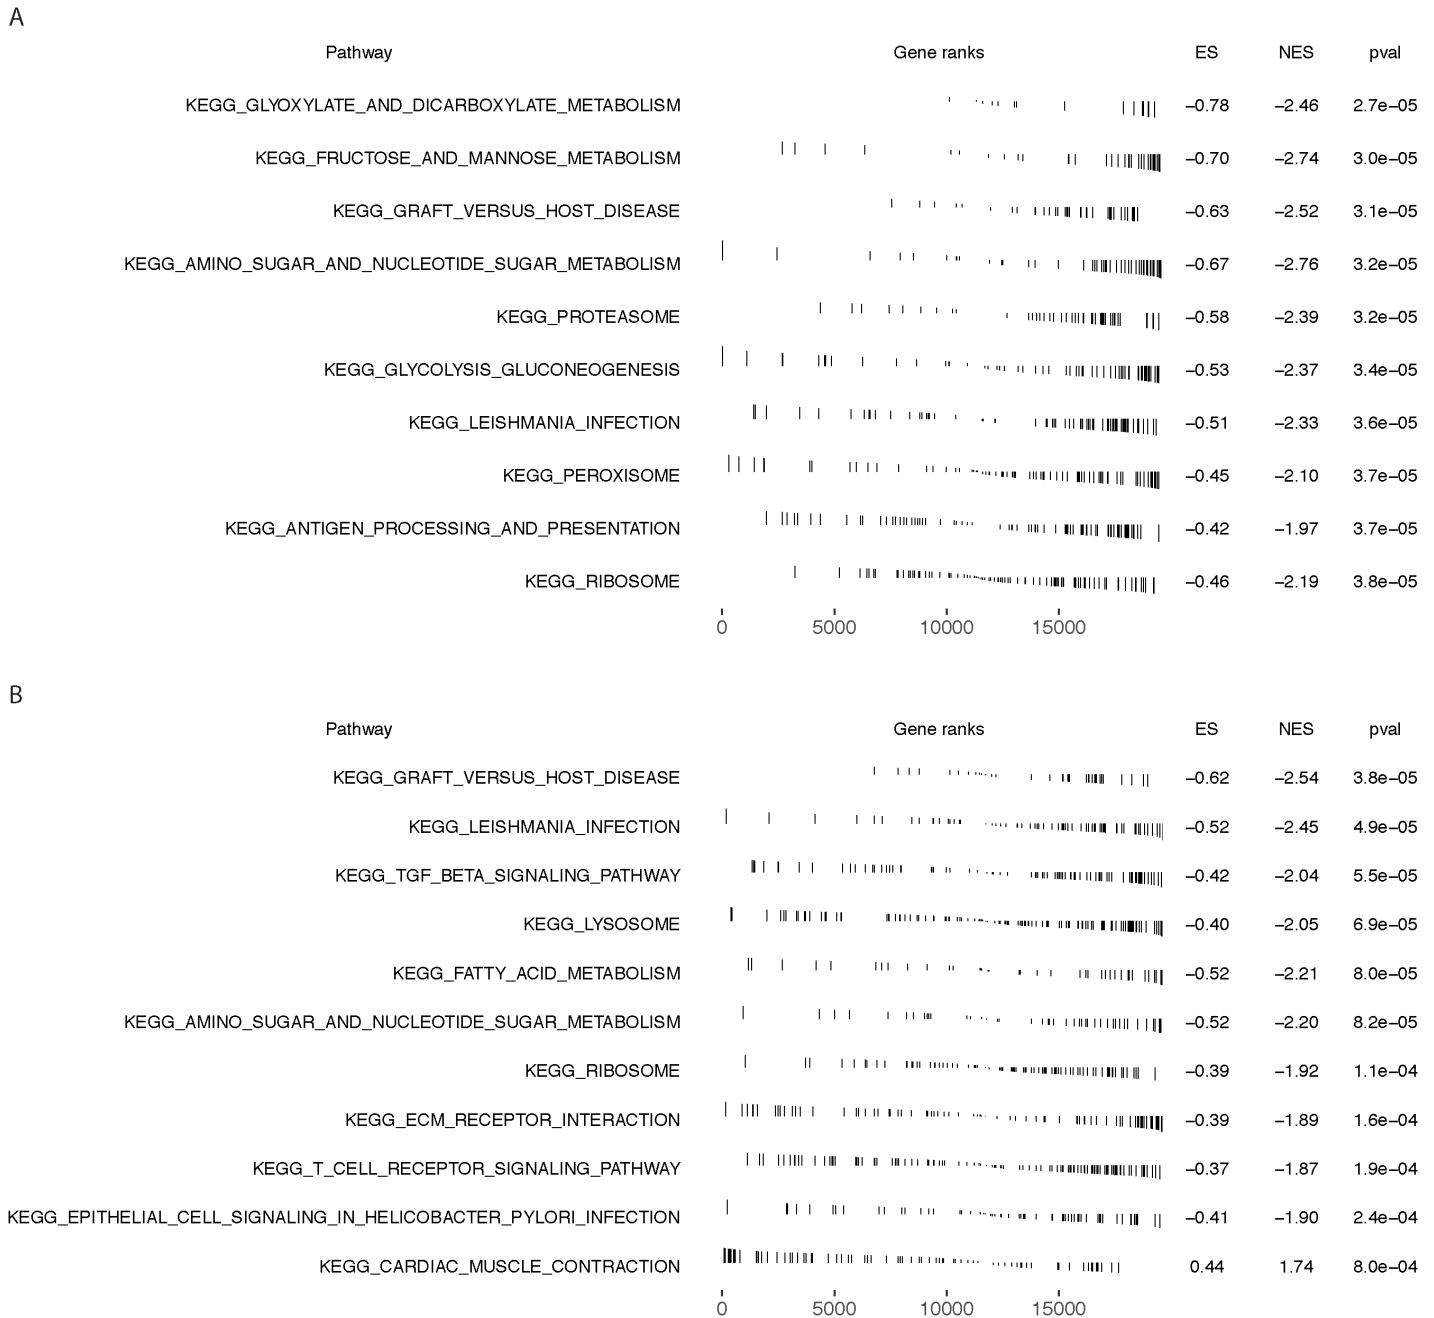 A
Pathway Gene ranks ES NES pval
KEGG_GLYOXYLATE_AND_DICARBOXYLATE_METABOLISM −0.78 −2.46 2.7e−05
KEGG_FRUCTOSE_AND_MANNOSE_METABOLISM −0.70 −2.74 3.0e−05
KEGG_GRAFT_VERSUS_HOST_DISEASE −0.63 −2.52 3.1e−05
KEGG_AMINO_SUGAR_AND_NUCLEOTIDE_SUGAR_METABOLISM −0.67 −2.76 3.2e−05
KEGG_PROTEASOME −0.58 −2.39 3.2e−05
KEGG_GLYCOLYSIS_GLUCONEOGENESIS −0.53 −2.37 3.4e−05
KEGG_LEISHMANIA_INFECTION −0.51 −2.33 3.6e−05
KEGG_PEROXISOME −0.45 −2.10 3.7e−05
KEGG_ANTIGEN_PROCESSING_AND_PRESENTATION −0.42 −1.97 3.7e−05
KEGG_RIBOSOME −0.46 −2.19 3.8e−05
0 5000 10000 15000
B
Pathway Gene ranks ES NES pval
KEGG_GRAFT_VERSUS_HOST_DISEASE −0.62 −2.54 3.8e−05
KEGG_LEISHMANIA_INFECTION −0.52 −2.45 4.9e−05
KEGG_TGF_BETA_SIGNALING_PATHWAY −0.42 −2.04 5.5e−05
KEGG_LYSOSOME −0.40 −2.05 6.9e−05
KEGG_FATTY_ACID_METABOLISM −0.52 −2.21 8.0e−05
KEGG_AMINO_SUGAR_AND_NUCLEOTIDE_SUGAR_METABOLISM −0.52 −2.20 8.2e−05
KEGG_RIBOSOME −0.39 −1.92 1.1e−04
KEGG_ECM_RECEPTOR_INTERACTION −0.39 −1.89 1.6e−04
KEGG_T_CELL_RECEPTOR_SIGNALING_PATHWAY −0.37 −1.87 1.9e−04
KEGG_EPITHELIAL_CELL_SIGNALING_IN_HELICOBACTER_PYLORI_INFECTION −0.41 −1.90 2.4e−04
KEGG_CARDIAC_MUSCLE_CONTRACTION 0.44 1.74 8.0e−04
0 5000 10000 15000